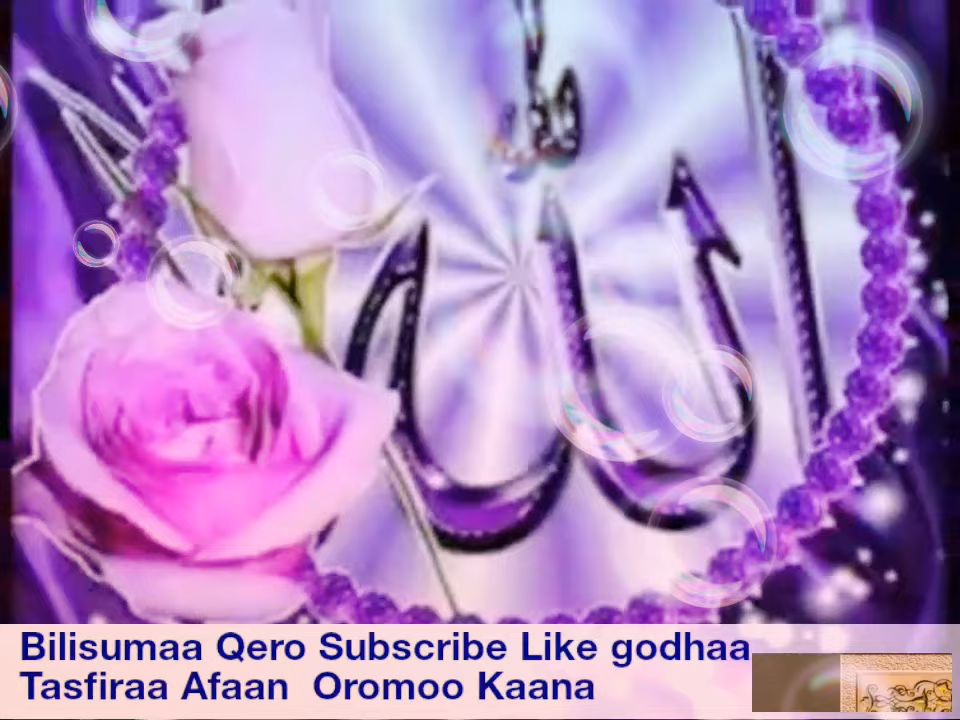 الله
Bilisumaa Qero Subscribe Like godhaa
Tasfiraa Afaan  Oromoo Kaana